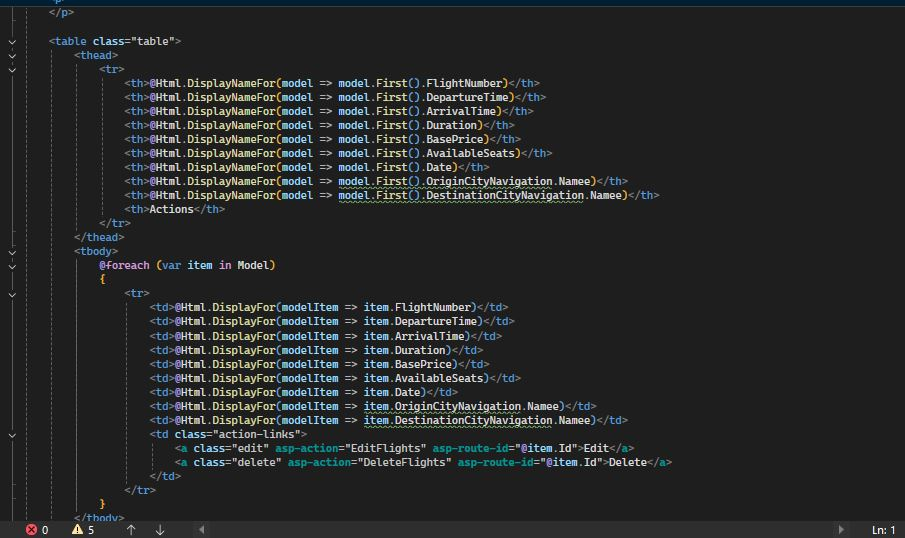 </p>
<table class="table">
<thead>
<tr>
<th>@Html.DisplayNameFor(model => model.First().FlightNumber)</th>
<th>@Html.DisplayNameFor(model => model.First().DepartureTime)</th>
<th>@Html.DisplayNameFor(model => model.First().ArrivalTime)</th>
<th>@Html.DisplayNameFor(model => model.First().Duration)</th>
<th>@Html.DisplayNameFor(model => model.First().BasePrice)</th>
<th>@Html.DisplayNameFor(model => model.First().AvailableSeats)</th>
<th>@Html.DisplayNameFor(model => model.First().Date)</th>
<th>@Html.DisplayNameFor(model => model.First().OriginCityNavigation.Namee)</th>
<th>@Html.DisplayNameFor(model => model.First().DestinationCityNavigation.Namee)</th>
<th>Actions</th>
</tr>
</thead>
<tbody>
@foreach (var item in Model)
{
<tr>
<td>@Html.DisplayFor(modelItem => item.FlightNumber)</td>
<td>@Html.DisplayFor(modelItem => item.DepartureTime)</td>
<td>@Html.DisplayFor(modelItem => item.ArrivalTime)</td>
<td>@Html.DisplayFor(modelItem => item.Duration)</td>
<td>@Html.DisplayFor(modelItem => item.BasePrice)</td>
<td>@Html.DisplayFor(modelItem => item.AvailableSeats)</td>
<td>@Html.DisplayFor(modelItem => item.Date)</td>
<td>@Html.DisplayFor(modelItem => item.OriginCityNavigation.Namee)</td>
<td>@Html.DisplayFor(modelItem => item.DestinationCityNavigation.Namee)</td>
<td class="action-links">
<a class="edit" asp-action="EditFlights" asp-route-id="@item.Id">Edit</a>
<a class="delete" asp-action="DeleteFlights" asp-route-id="@item.Id">Delete</a>
</td>
</tr>
}
</tbody>
0 5 Ln: 1